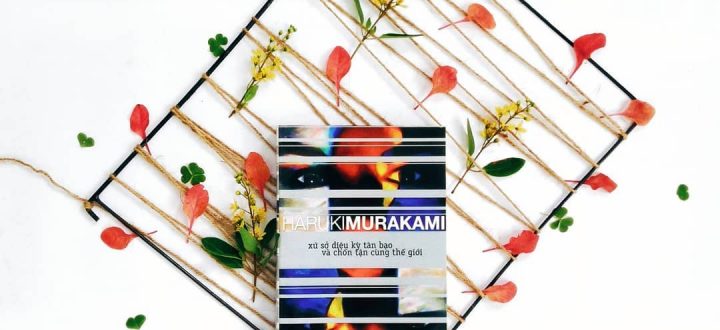 HARUKIMURAKAMI
xứ sở diệu kỳ tàn bạo
và chốn tận cùng thế giới